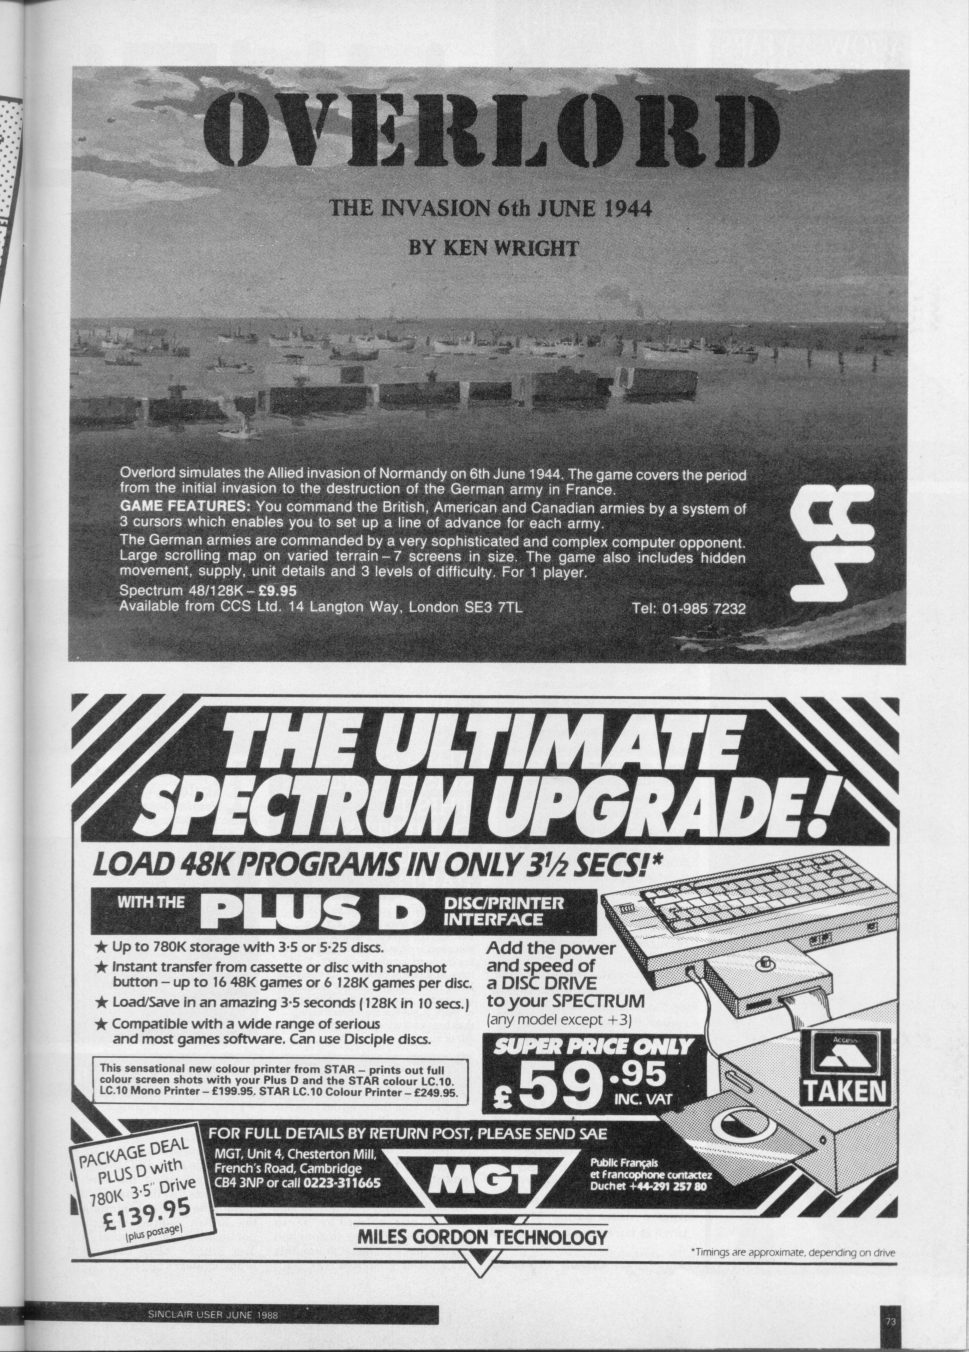 OVERLORD
THE INVASION 6th JUNE 1944
BY KEN WRIGHT
Overlord simulates the Allied invasion of Normandy on 6th June 1944. The game covers the period
from the initial invasion to the destruction of the German army in France.
GAME FEATURES: You command the British, American and Canadian armies by a system of
3 cursors which enables you to set up a line of advance for each army.
The German armies are commanded by a very sophisticated and complex computer opponent.
Large scrolling map on varied terrain – 7 screens in size. The game also includes hidden
movement, supply, unit details and 3 levels of difficulty. For 1 player.
Spectrum 48/128K – £9.95
Available from CCS Ltd. 14 Langton Way, London SE3 7TL Tel: 01-985 7232
THE ULTIMATE
SPECTRUM UPGRADE!
LOAD 48K PROGRAMS IN ONLY 3½ SECS!*
WITH THE PLUS D DISC/PRINTER
INTERFACE
★ Up to 780K storage with 3·5 or 5·25 discs.
★ Instant transfer from cassette or disc with snapshot
button – up to 16 48K games or 6 128K games per disc.
★ Load/Save in an amazing 3·5 seconds (128K in 10 secs.)
★ Compatible with a wide range of serious
and most games software. Can use Disciple discs.
Add the power
and speed of
a DISC DRIVE
to your SPECTRUM
(any model except +3)
This sensational new colour printer from STAR – prints out full
colour screen shots with your Plus D and the STAR colour LC.10.
LC.10 Mono Printer – £199.95. STAR LC.10 Colour Printer – £249.95.
SUPER PRICE ONLY
£59.95
INC. VAT
Access
TAKEN
PACKAGE DEAL
PLUS D with
780K 3·5" Drive
£139.95
(plus postage)
FOR FULL DETAILS BY RETURN POST, PLEASE SEND SAE
MGT, Unit 4, Chesterton Mill,
French's Road, Cambridge
CB4 3NP or call 0223-311665
MGT
Public Français
et Francophone contactez
Duchet +44-291 257 80
MILES GORDON TECHNOLOGY
*Timings are approximate, depending on drive
SINCLAIR USER JUNE 1988
73